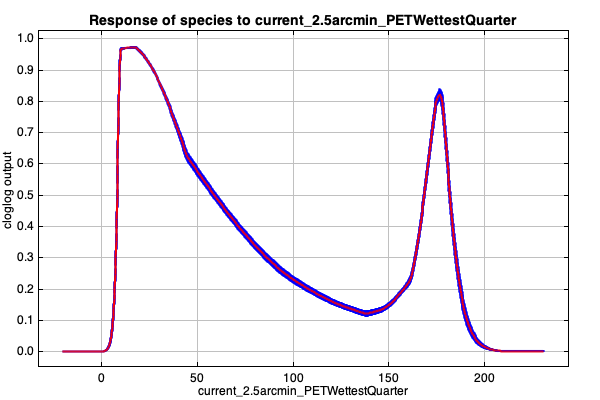 Response of species to current_2.5arcmin_PETWettestQuarter
1.0
0.9
0.8
0.7
0.6
0.5
0.4
0.3
0.2
0.1
0.0
cloglog output
0 50 100 150 200
current_2.5arcmin_PETWettestQuarter